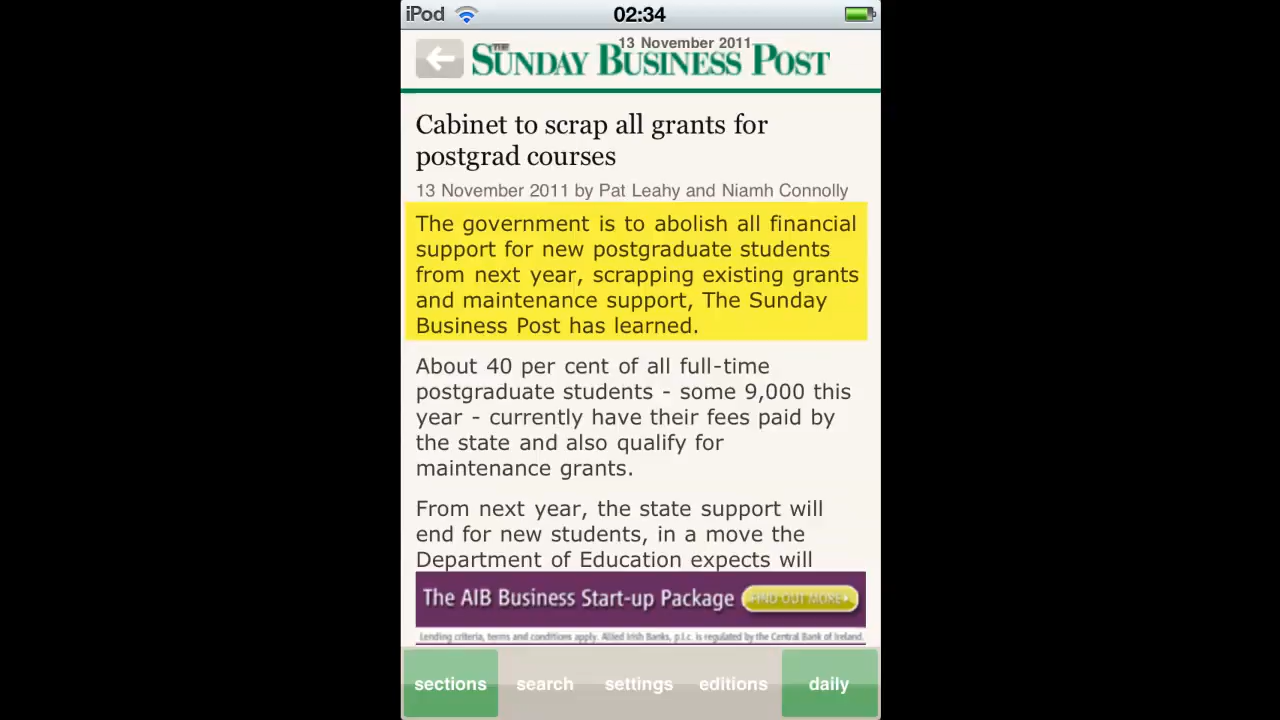 iPod 02:34
13 November 2011
THE SUNDAY BUSINESS POST
Cabinet to scrap all grants for
postgrad courses
13 November 2011 by Pat Leahy and Niamh Connolly
The government is to abolish all financial
support for new postgraduate students
from next year, scrapping existing grants
and maintenance support, The Sunday
Business Post has learned.
About 40 per cent of all full-time
postgraduate students - some 9,000 this
year - currently have their fees paid by
the state and also qualify for
maintenance grants.
From next year, the state support will
end for new students, in a move the
Department of Education expects will
The AIB Business Start-up Package FIND OUT MORE
Lending criteria, terms and conditions apply. Allied Irish Banks, p.l.c. is regulated by the Central Bank of Ireland.
sections search settings editions daily